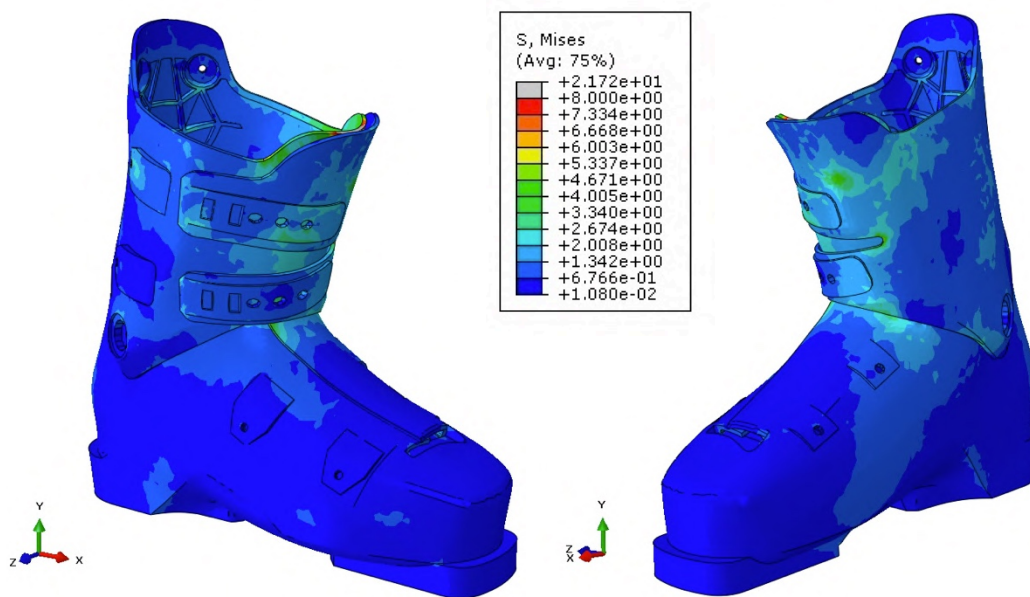 S, Mises
(Avg: 75%)
+2.172e+01
+8.000e+00
+7.334e+00
+6.668e+00
+6.003e+00
+5.337e+00
+4.671e+00
+4.005e+00
+3.340e+00
+2.674e+00
+2.008e+00
+1.342e+00
+6.766e-01
+1.080e-02
Y
Z
X
Y
Z
X